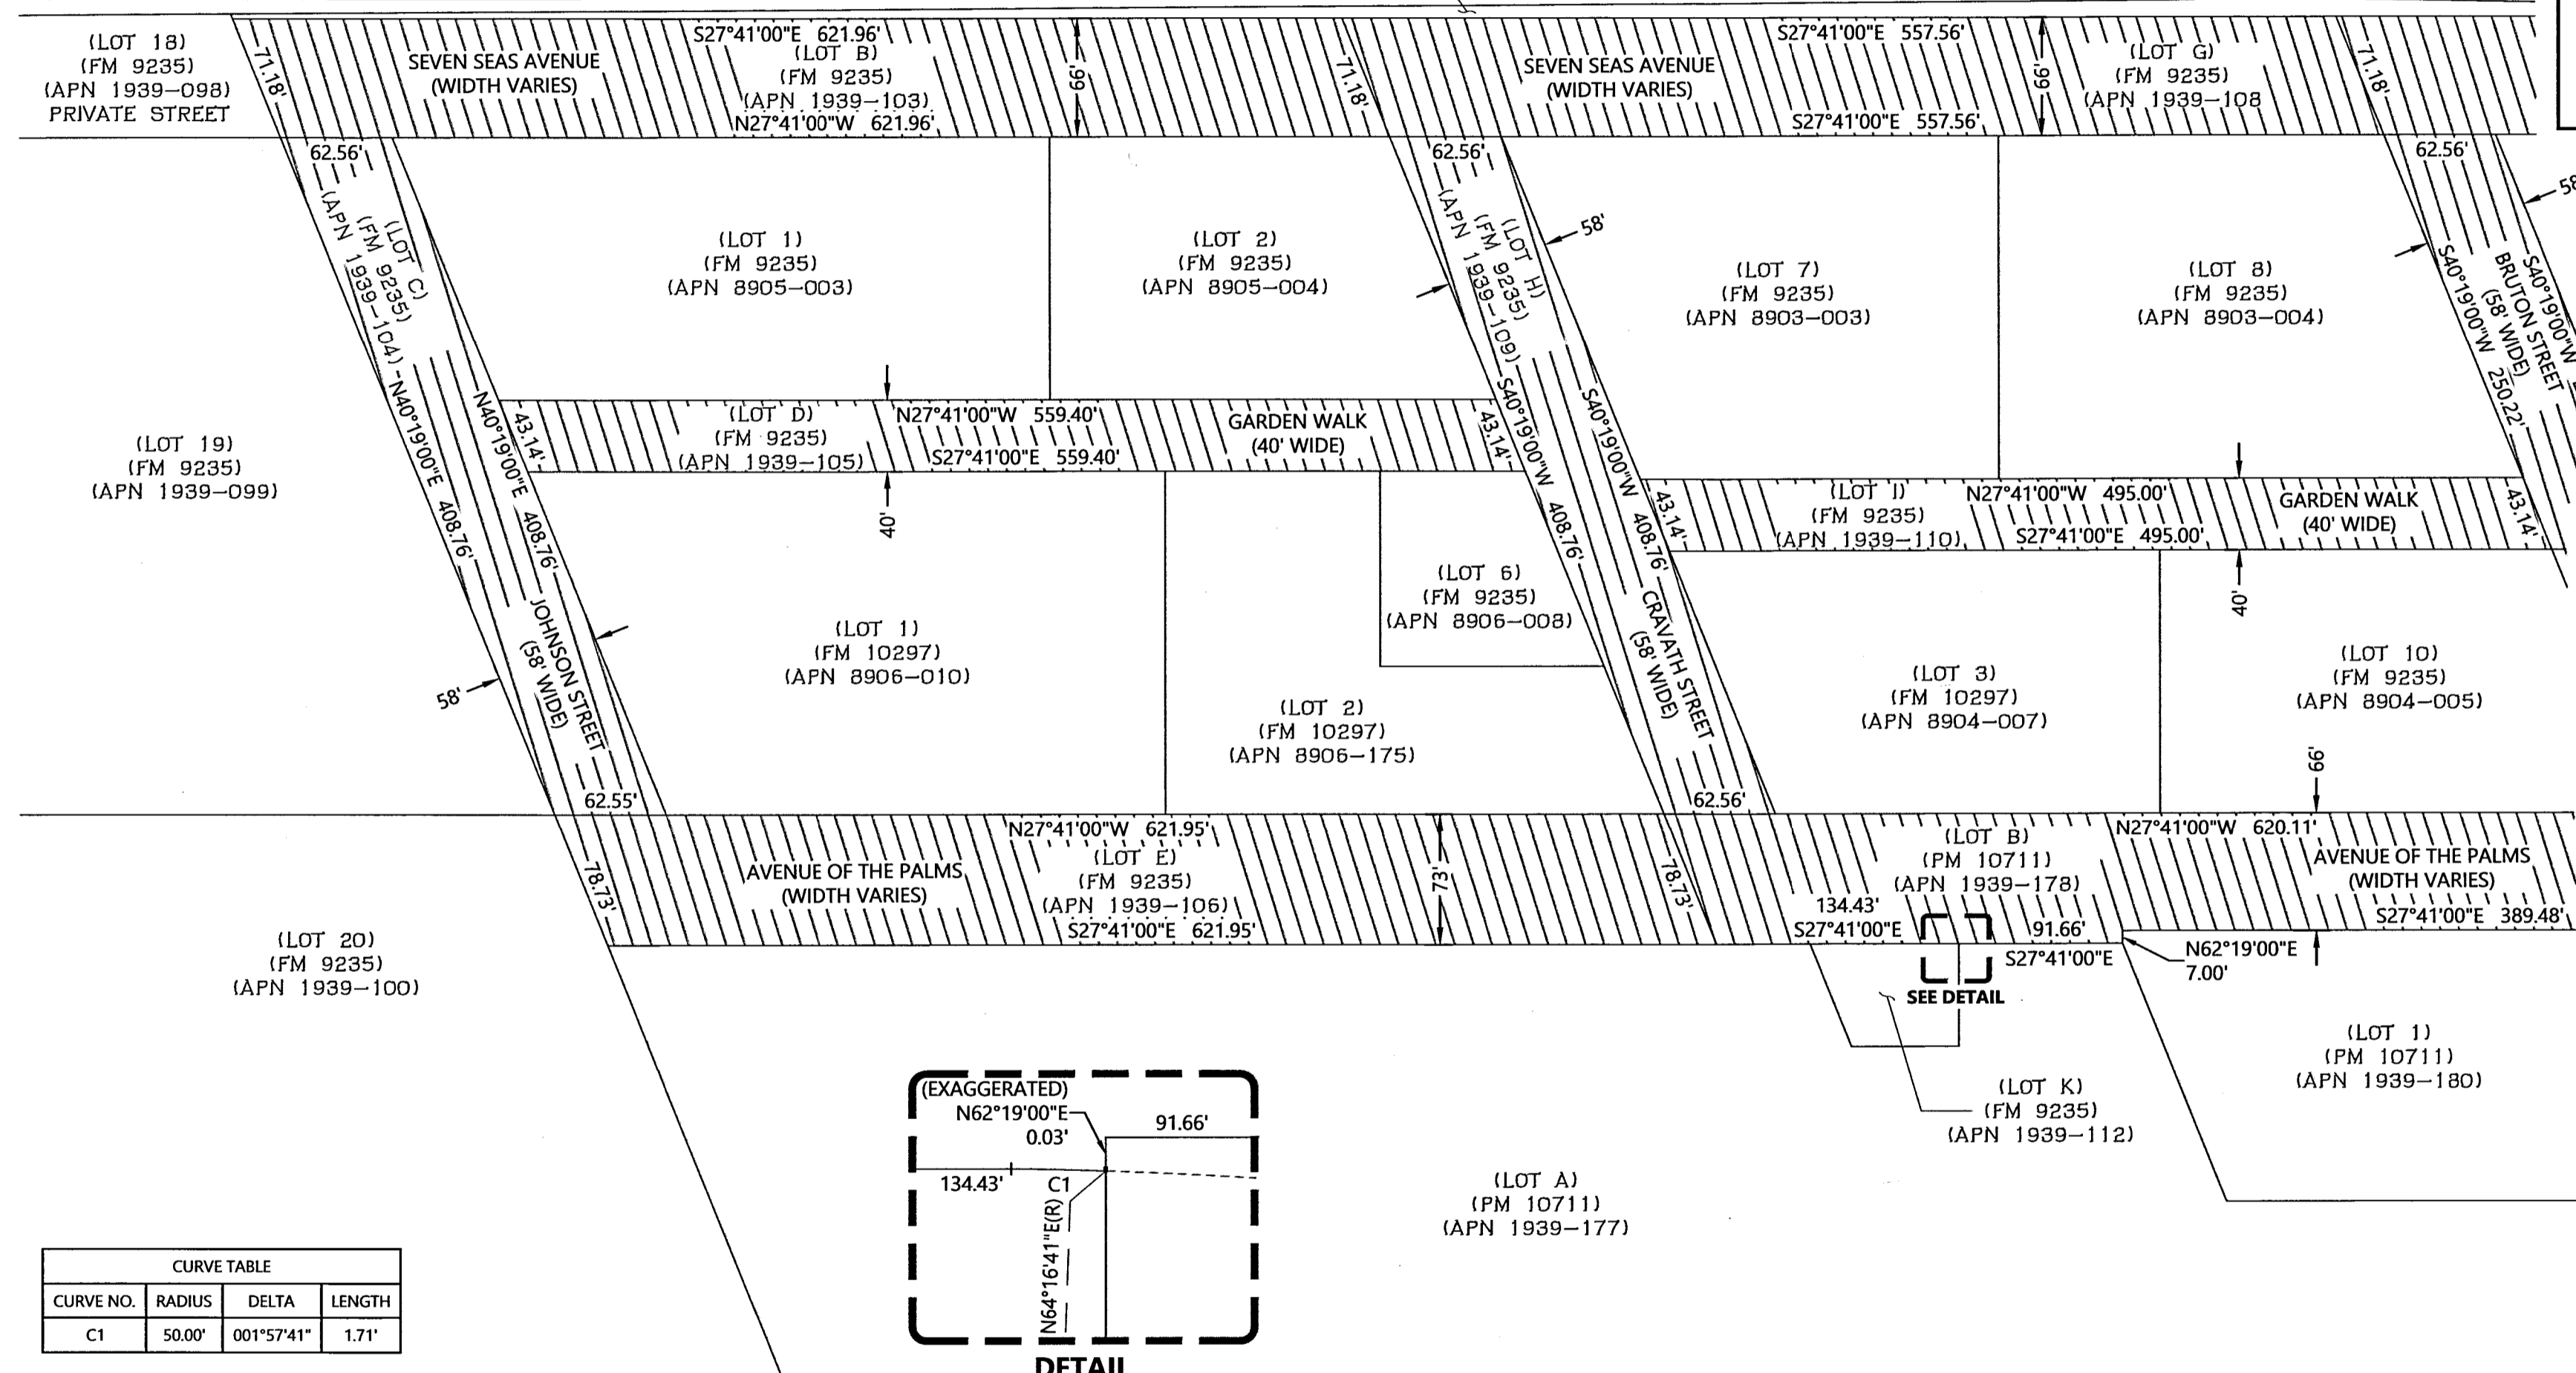 (LOT 18)
(FM 9235)
(APN 1939-098)
PRIVATE STREET
71.18'
SEVEN SEAS AVENUE
(WIDTH VARIES)
S27°41'00"E 621.96'
(LOT B)
(FM 9235)
(APN 1939-103)
N27°41'00"W 621.96'
66'
71.18'
SEVEN SEAS AVENUE
(WIDTH VARIES)
S27°41'00"E 557.56'
S27°41'00"E 557.56'
66'
(LOT G)
(FM 9235)
(APN 1939-108
71.18'
62.56'
(LOT C)
(FM 9235)
(APN 1939-104)
N40°19'00"E 408.76'
N40°19'00"E 408.76'
JOHNSON STREET
(58' WIDE)
58'
62.55'
(LOT 1)
(FM 9235)
(APN 8905-003)
(LOT 2)
(FM 9235)
(APN 8905-004)
62.56'
(LOT H)
(FM 9235)
(APN 1939-109)
58'
S40°19'00"W 408.76'
S40°19'00"W 408.76'
CRAVATH STREET
(58' WIDE)
62.56'
(LOT 7)
(FM 9235)
(APN 8903-003)
(LOT 8)
(FM 9235)
(APN 8903-004)
62.56'
58
S40°19'00"W 250.22'
BRUTON STREET
(58' WIDE)
S40°19'00"W
(LOT 19)
(FM 9235)
(APN 1939-099)
43.14'
(LOT D)
(FM 9235)
(APN 1939-105)
N27°41'00"W 559.40'
S27°41'00"E 559.40'
40'
GARDEN WALK
(40' WIDE)
43.14'
43.14'
(LOT I)
(FM 9235)
(APN 1939-110)
N27°41'00"W 495.00'
S27°41'00"E 495.00'
GARDEN WALK
(40' WIDE)
43.14'
40'
(LOT 1)
(FM 10297)
(APN 8906-010)
(LOT 6)
(FM 9235)
(APN 8906-008)
(LOT 2)
(FM 10297)
(APN 8906-175)
(LOT 3)
(FM 10297)
(APN 8904-007)
(LOT 10)
(FM 9235)
(APN 8904-005)
66'
78.73'
AVENUE OF THE PALMS
(WIDTH VARIES)
N27°41'00"W 621.95'
(LOT E)
(FM 9235)
(APN 1939-106)
S27°41'00"E 621.95'
73'
78.73'
(LOT B)
(PM 10711)
(APN 1939-178)
N27°41'00"W 620.11'
AVENUE OF THE PALMS
(WIDTH VARIES)
S27°41'00"E 389.48'
134.43'
S27°41'00"E
91.66'
S27°41'00"E
N62°19'00"E
7.00'
SEE DETAIL
(LOT 20)
(FM 9235)
(APN 1939-100)
(LOT K)
(FM 9235)
(APN 1939-112)
(LOT 1)
(PM 10711)
(APN 1939-180)
(LOT A)
(PM 10711)
(APN 1939-177)
(EXAGGERATED)
N62°19'00"E
0.03'
91.66'
134.43'
C1
N64°16'41"E(R)
DETAIL
CURVE TABLE
CURVE NO. RADIUS DELTA LENGTH
C1 50.00' 001°57'41" 1.71'